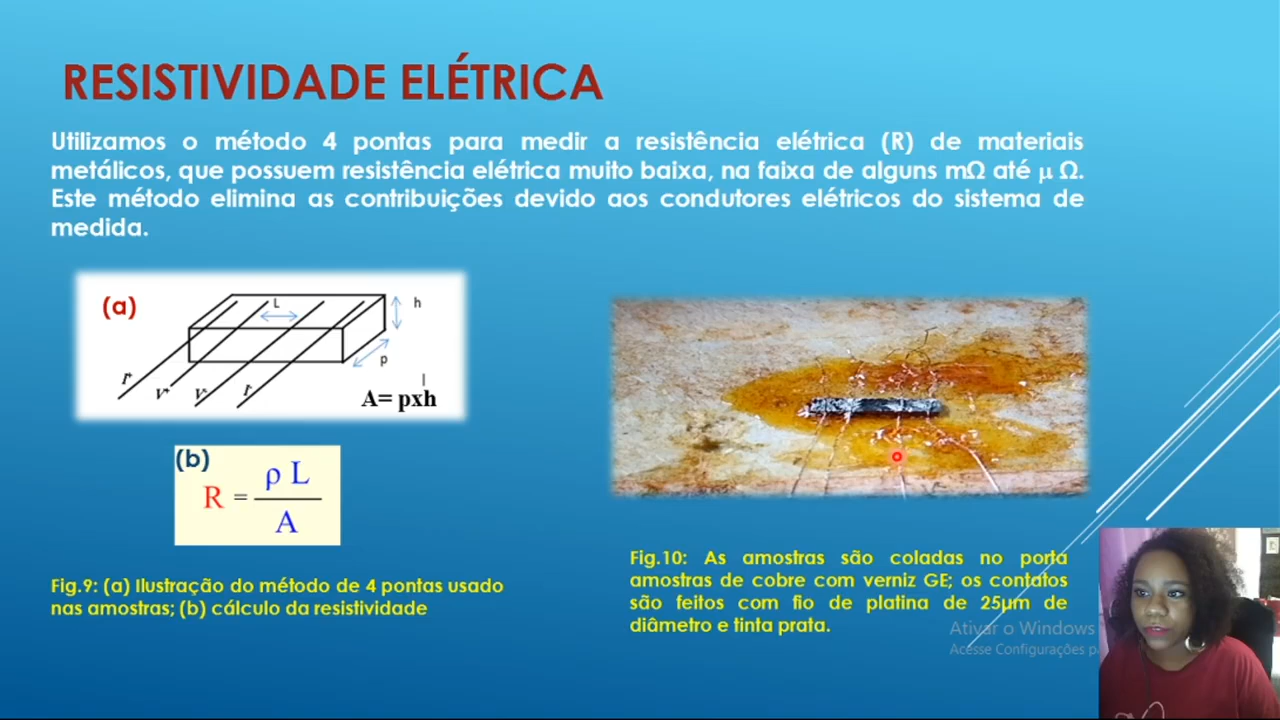 RESISTIVIDADE ELÉTRICA
Utilizamos o método 4 pontas para medir a resistência elétrica (R) de materiais
metálicos, que possuem resistência elétrica muito baixa, na faixa de alguns mΩ até μ Ω.
Este método elimina as contribuições devido aos condutores elétricos do sistema de
medida.
(a)
L
h
p
I⁺
V⁺
V⁻
I⁻
l
A= pxh
(b)
R = ρ L
A
Fig.9: (a) Ilustração do método de 4 pontas usado
nas amostras; (b) cálculo da resistividade
Fig.10: As amostras são coladas no porta
amostras de cobre com verniz GE; os contatos
são feitos com fio de platina de 25μm de
diâmetro e tinta prata.
Ativar o Windows
Acesse Configurações